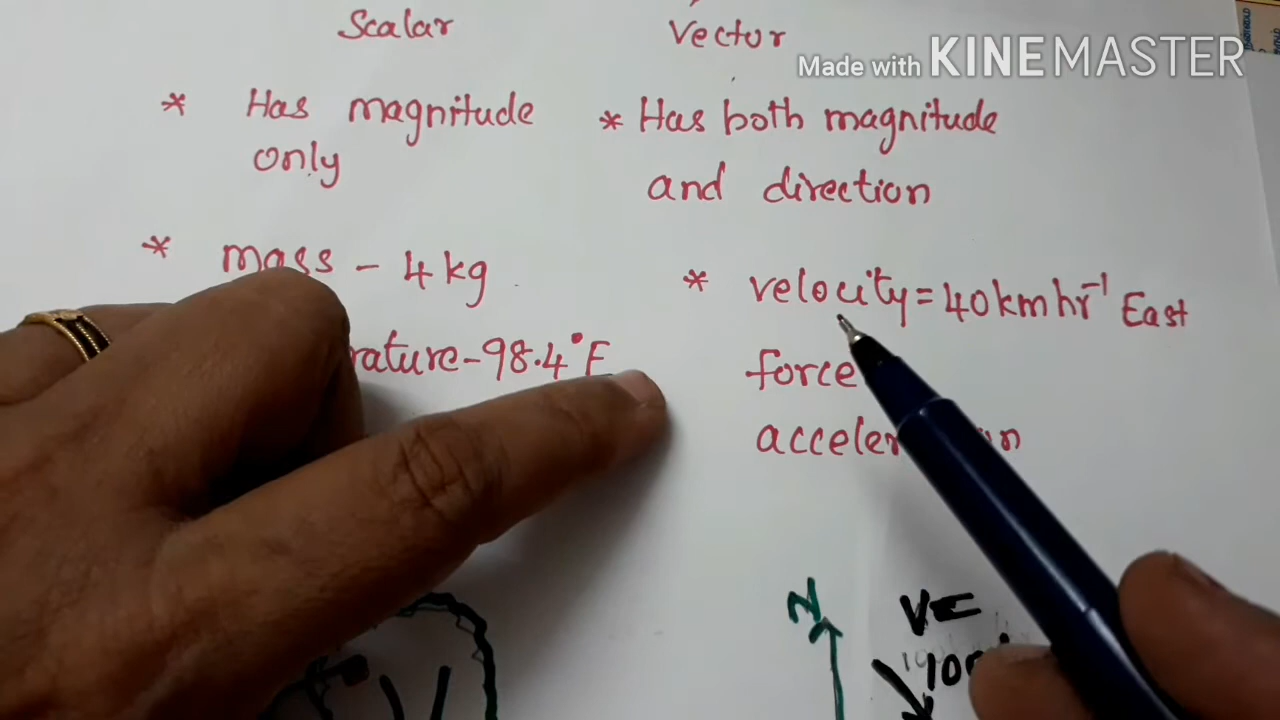 Scalar
Vector
Made with KINEMASTER
* Has magnitude
only
* Has both magnitude
and direction
* mass - 4 kg
rature - 98.4°F
* velocity = 40 km hr⁻¹ East
force
N
V=